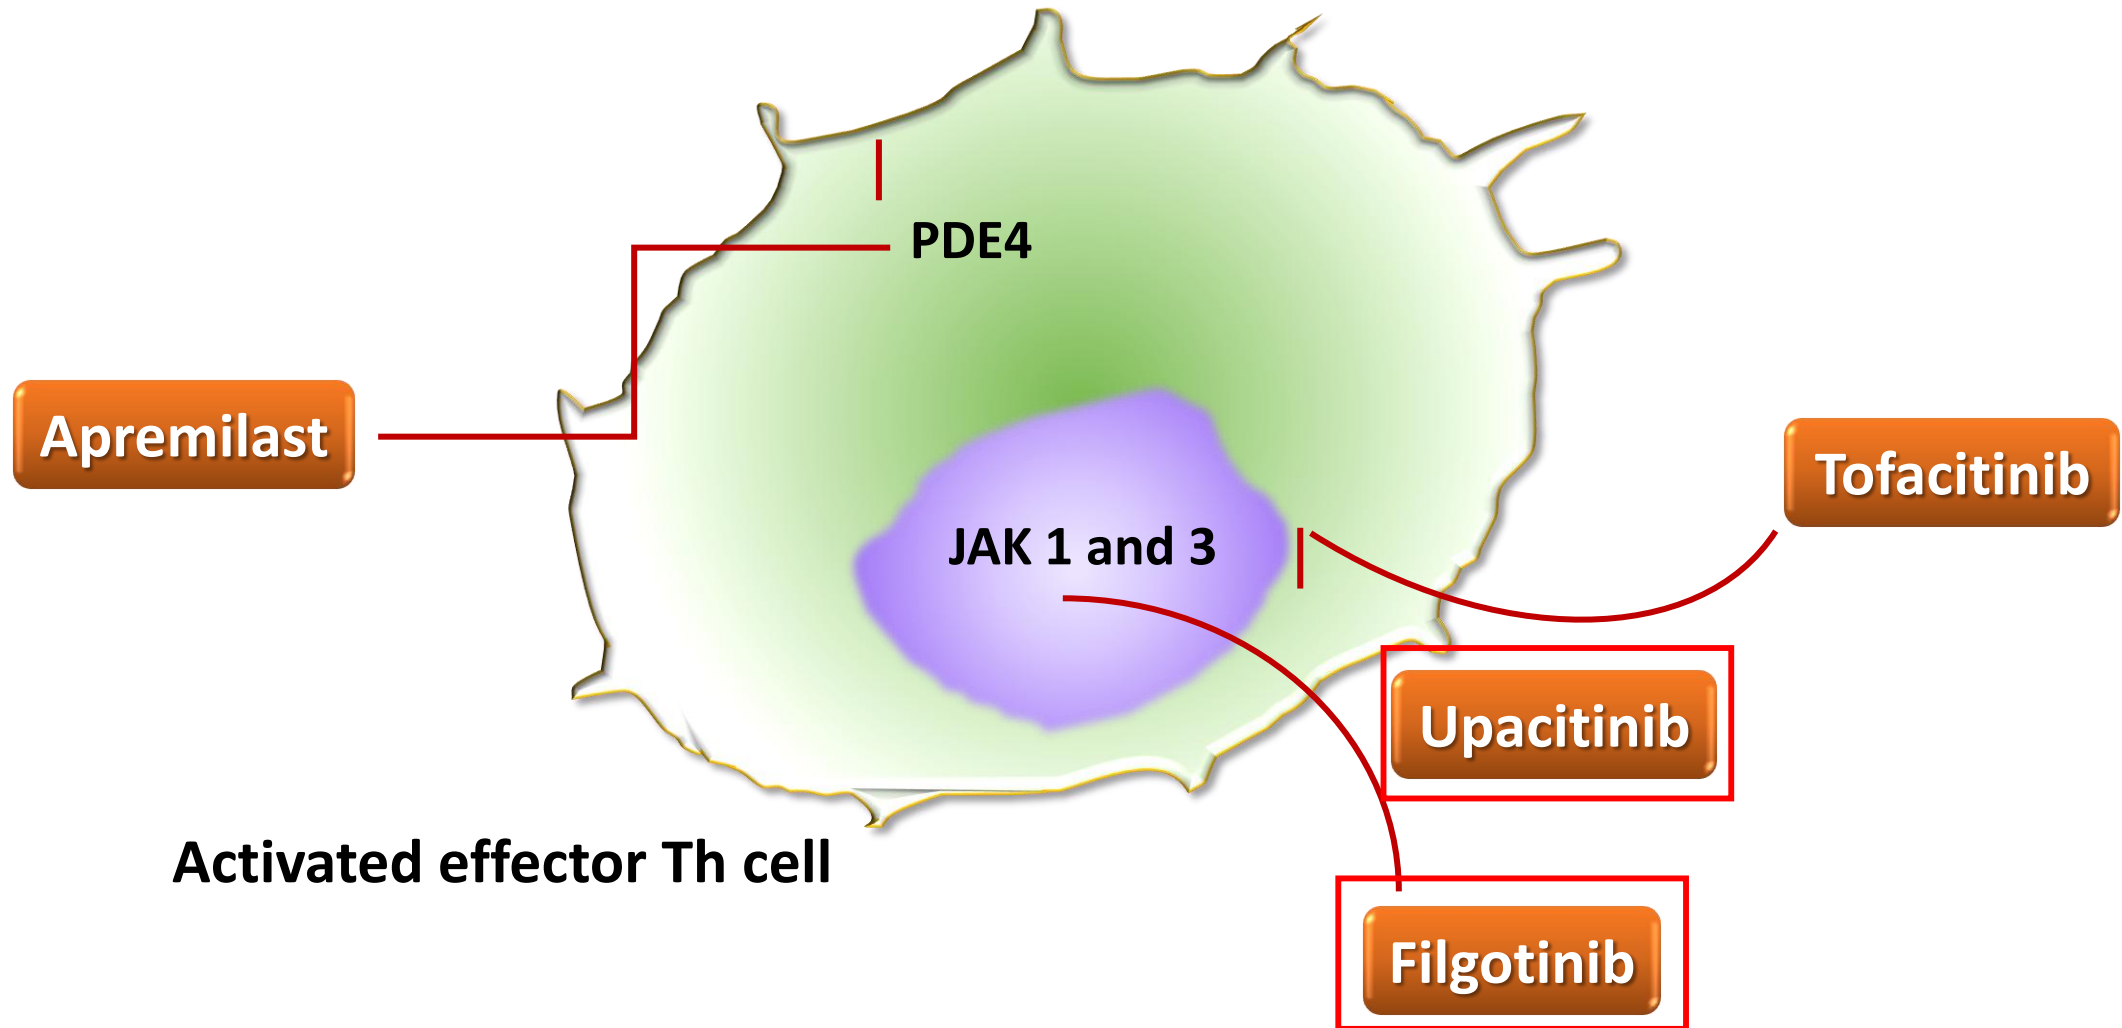 PDE4
Apremilast
Tofacitinib
JAK 1 and 3
Upacitinib
Activated effector Th cell
Filgotinib